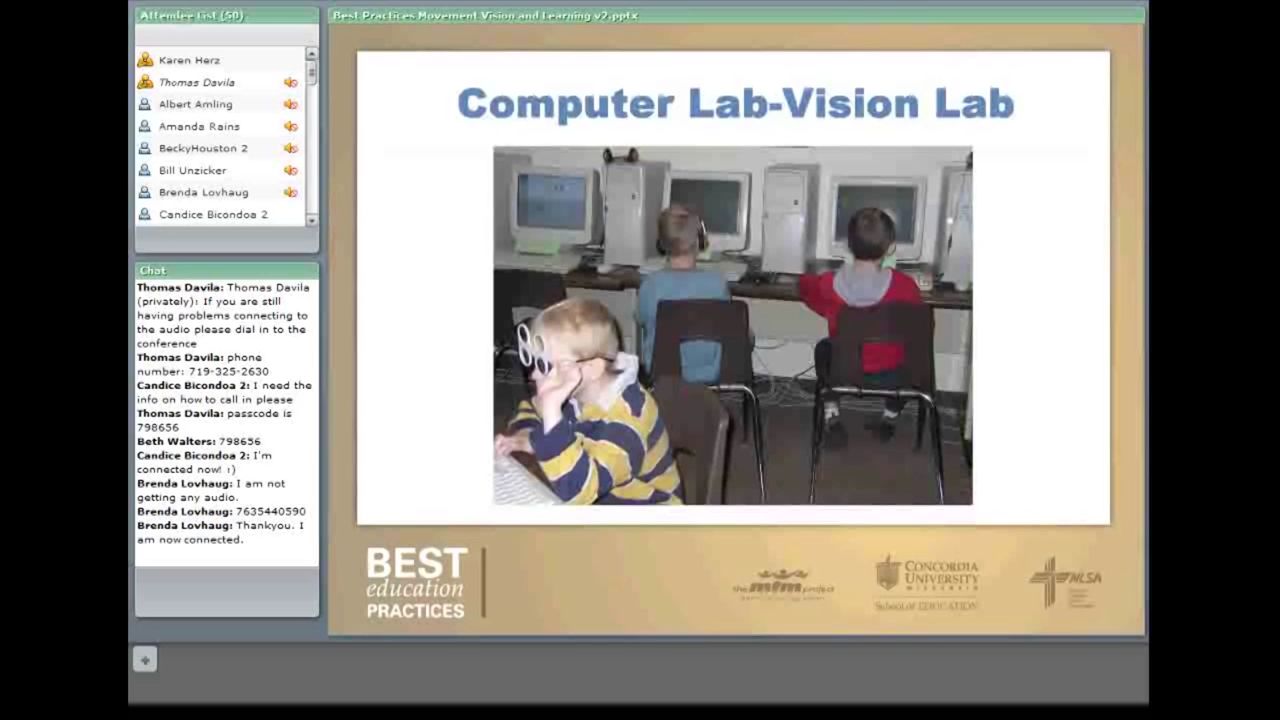 Attendee List (50)
Karen Herz
Thomas Davila
Albert Amling
Amanda Rains
BeckyHouston 2
Bill Unzicker
Brenda Lovhaug
Candice Bicondoa 2
Chat
Thomas Davila: Thomas Davila
(privately): If you are still
having problems connecting to
the audio please dial in to the
conference
Thomas Davila: phone
number: 719-325-2630
Candice Bicondoa 2: I need the
info on how to call in please
Thomas Davila: passcode is
798656
Beth Walters: 798656
Candice Bicondoa 2: I'm
connected now! :)
Brenda Lovhaug: I am not
getting any audio.
Brenda Lovhaug: 7635440590
Brenda Lovhaug: Thankyou. I
am now connected.
Best Practices Movement Vision and Learning v2.pptx
Computer Lab-Vision Lab
BEST
education
PRACTICES
the mfm project
CONCORDIA
UNIVERSITY
WISCONSIN
School of EDUCATION
NLSA